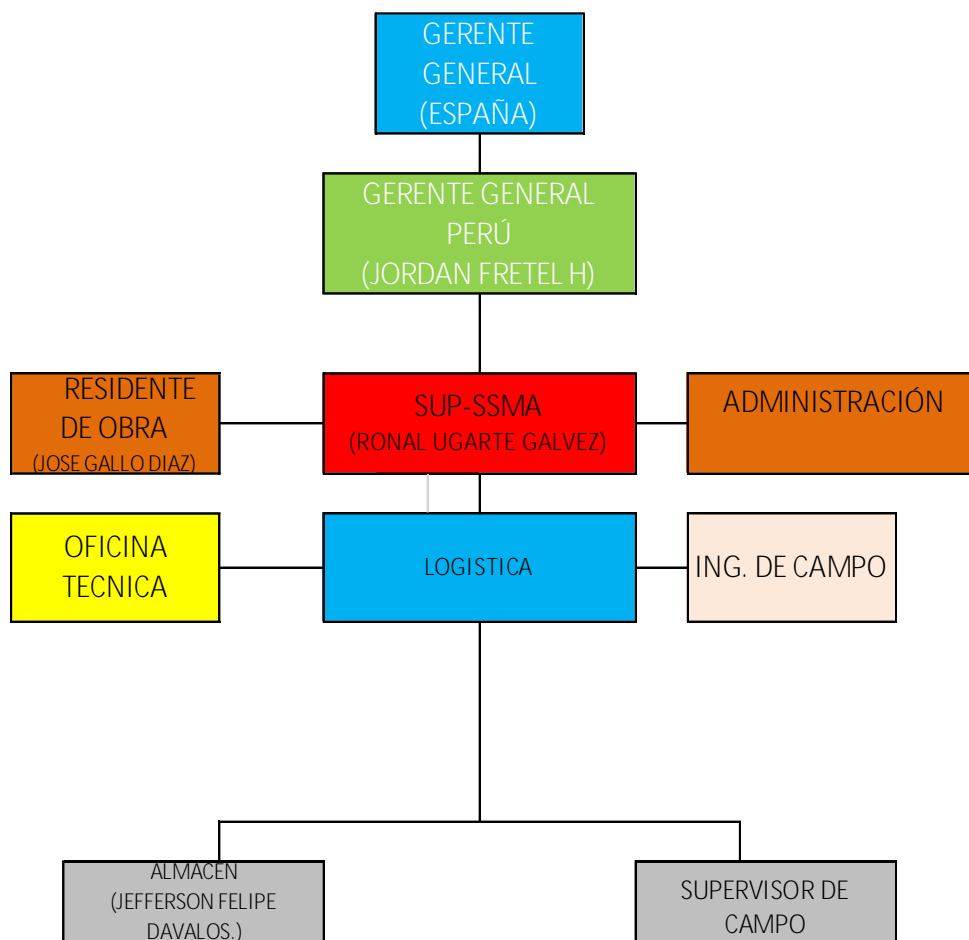 GERENTE
GENERAL
(ESPAÑA)
GERENTE GENERAL
PERÚ
(JORDAN FRETEL H)
RESIDENTE
DE OBRA
(JOSE GALLO DIAZ)
SUP-SSMA
(RONAL UGARTE GALVEZ)
ADMINISTRACIÓN
OFICINA
TECNICA
LOGISTICA
ING. DE CAMPO
ALMACEN
(JEFFERSON FELIPE
DAVALOS.)
SUPERVISOR DE
CAMPO